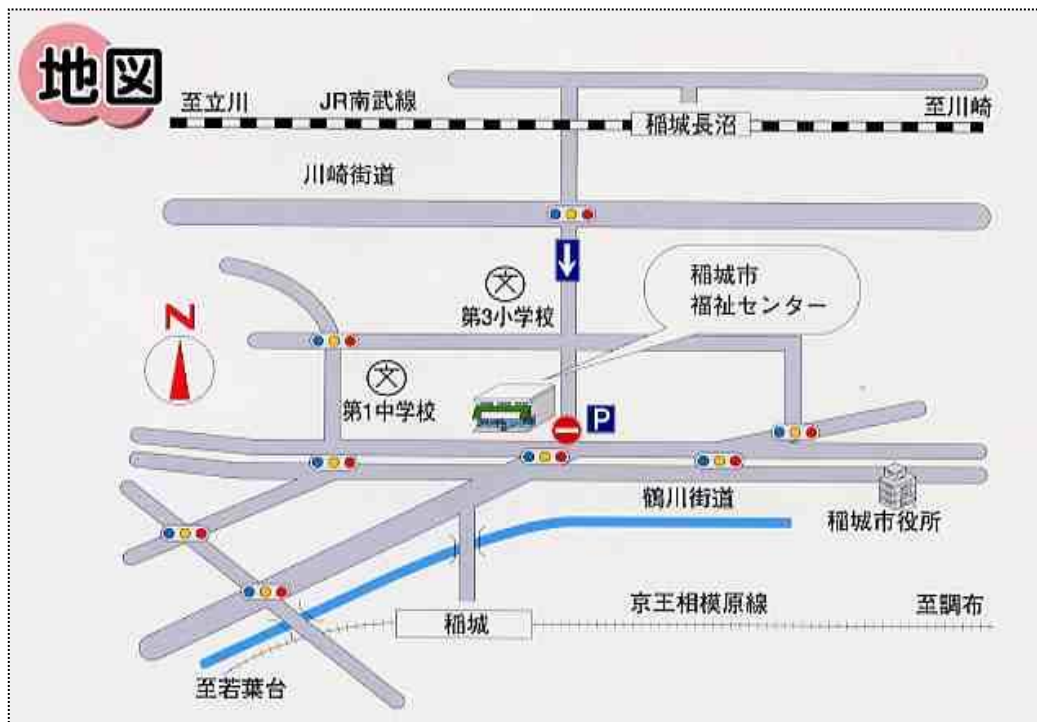 地図
至立川
JR南武線
至川崎
稲城長沼
川崎街道
稲城市
福祉センター
文
第3小学校
N
文
第1中学校
P
鶴川街道
稲城市役所
京王相模原線
至調布
稲城
至若葉台